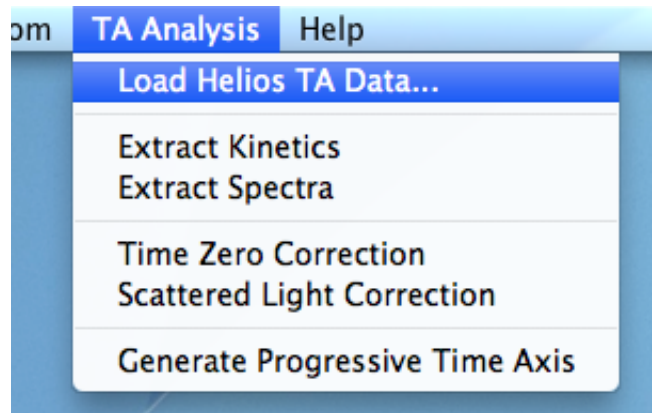 om TA Analysis Help
Load Helios TA Data...
Extract Kinetics
Extract Spectra
Time Zero Correction
Scattered Light Correction
Generate Progressive Time Axis